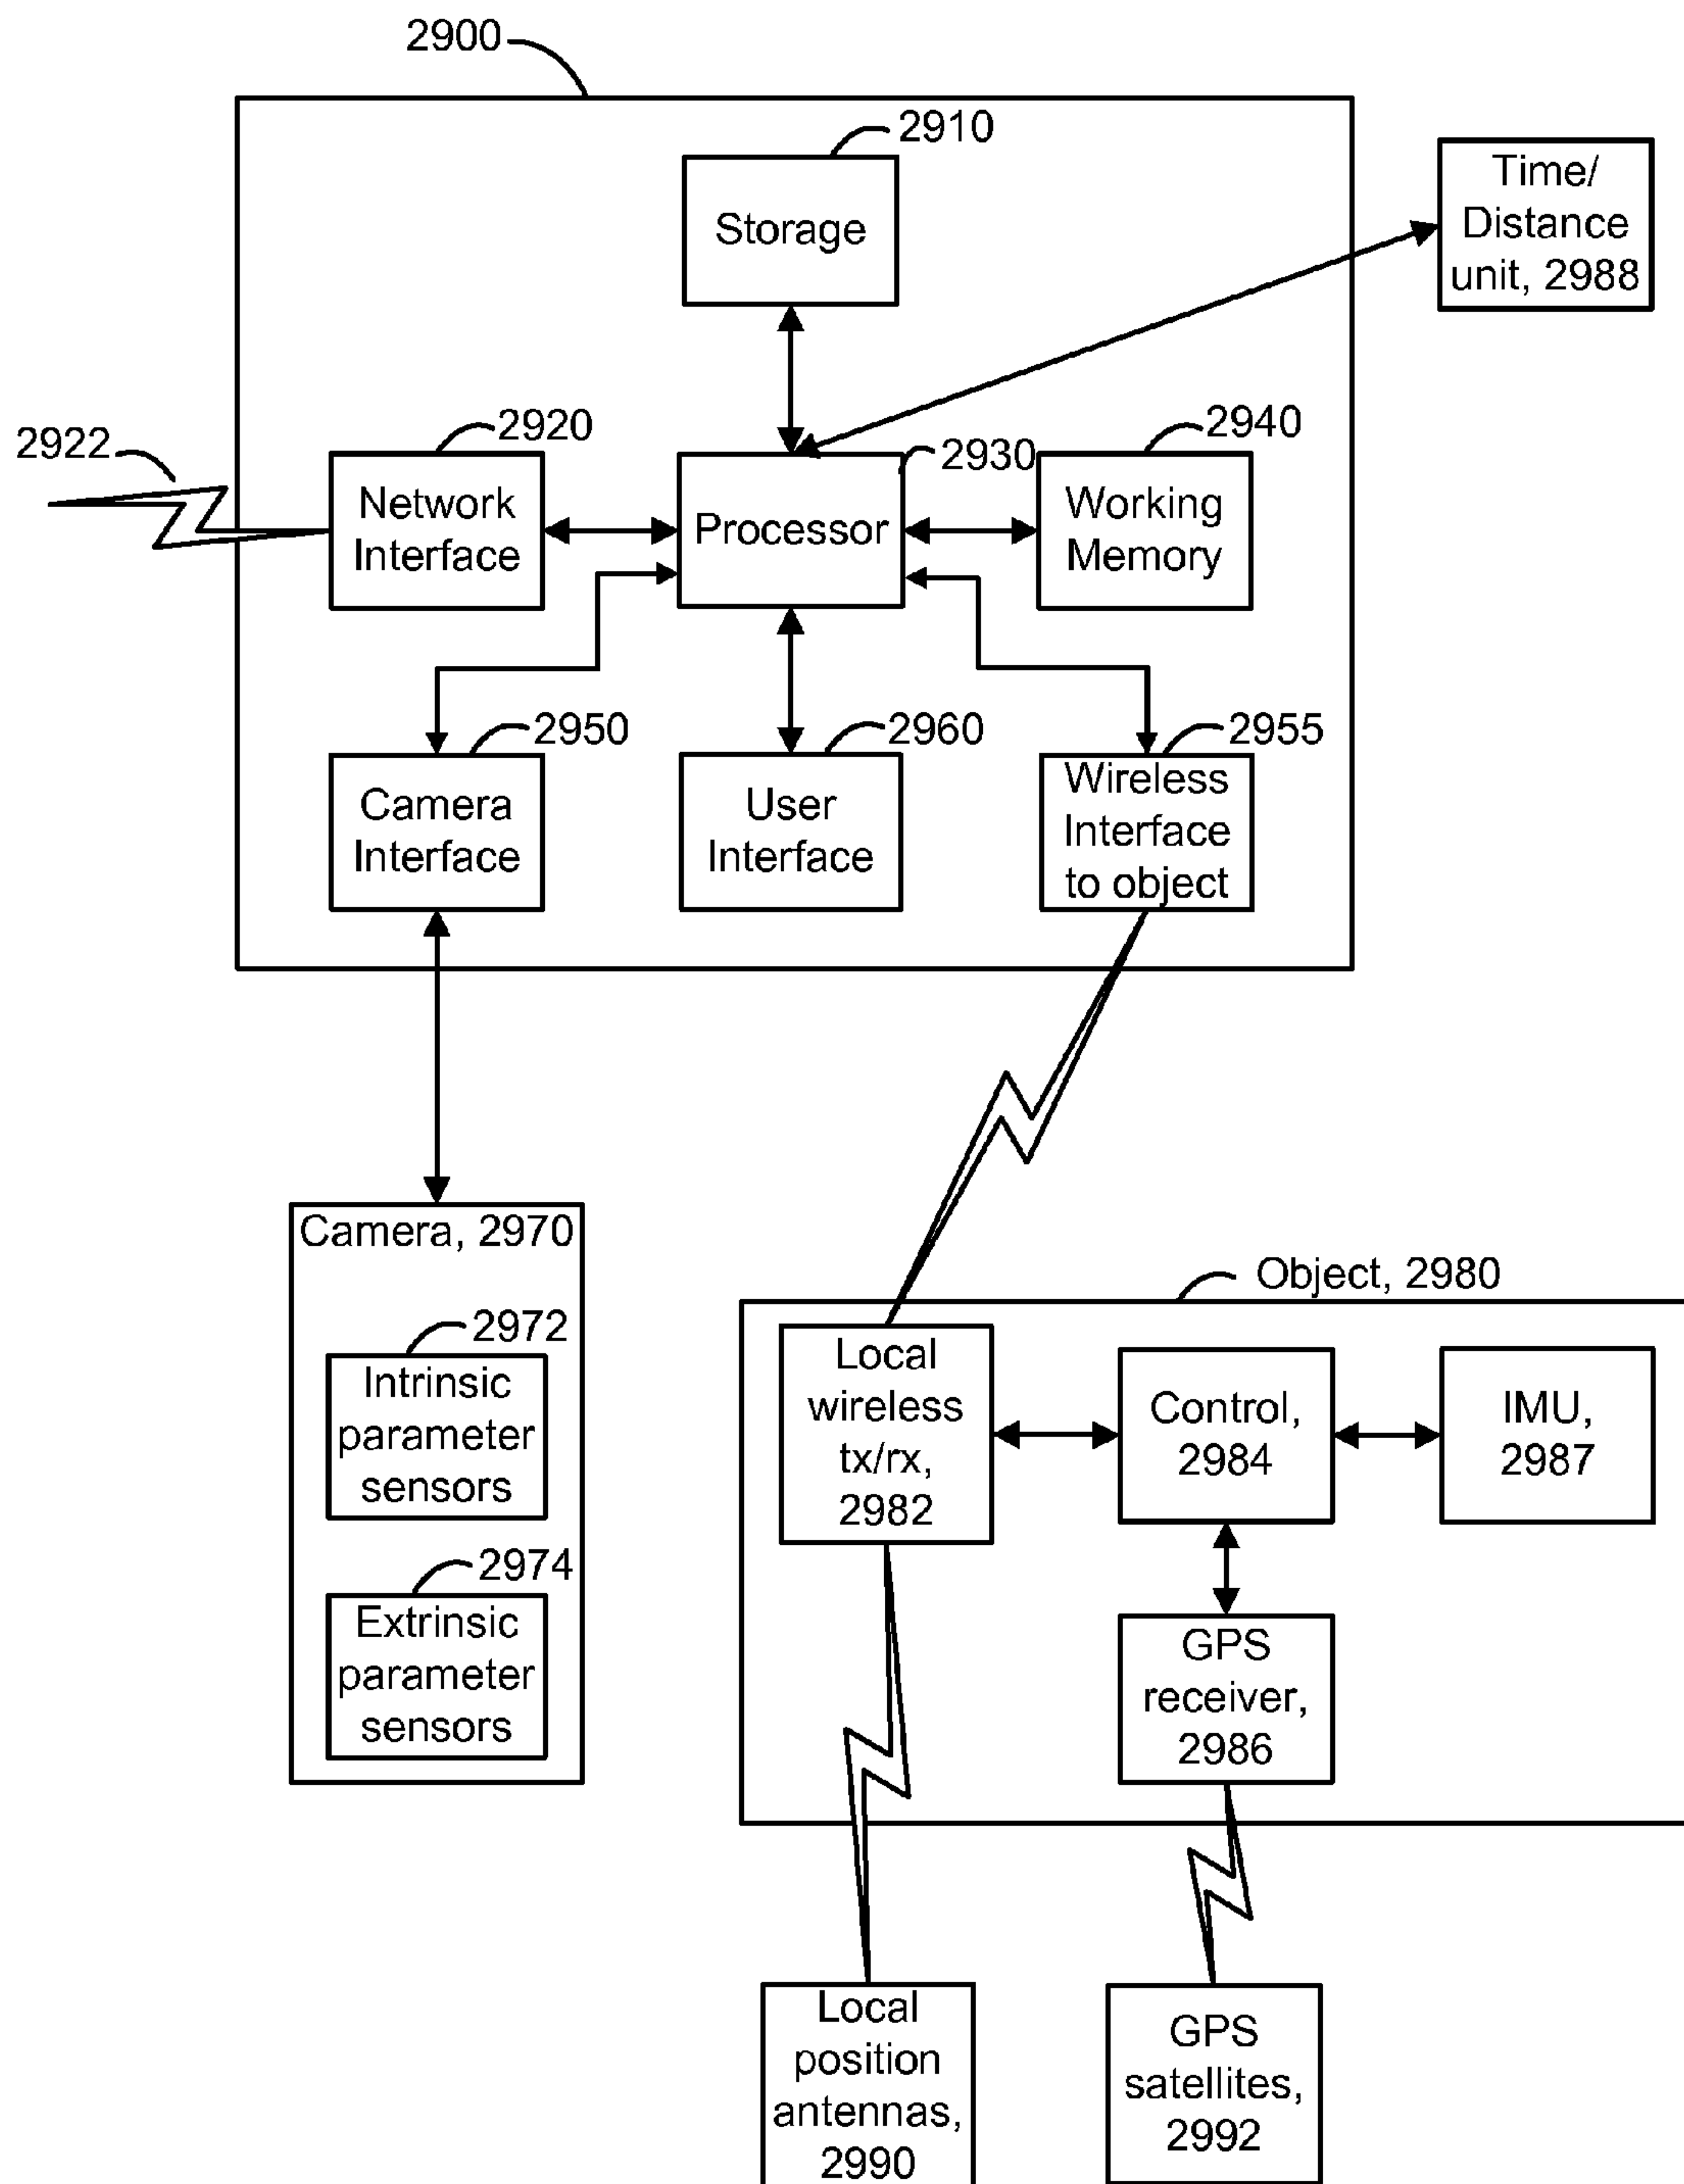 2900
2910
Storage
Time/
Distance
unit, 2988
2922
2920
Network
Interface
2930
Processor
2940
Working
Memory
2950
Camera
Interface
2960
User
Interface
2955
Wireless
Interface
to object
Camera, 2970
2972
Intrinsic
parameter
sensors
2974
Extrinsic
parameter
sensors
Object, 2980
Local
wireless
tx/rx,
2982
Control,
2984
IMU,
2987
GPS
receiver,
2986
Local
position
antennas,
2990
GPS
satellites,
2992